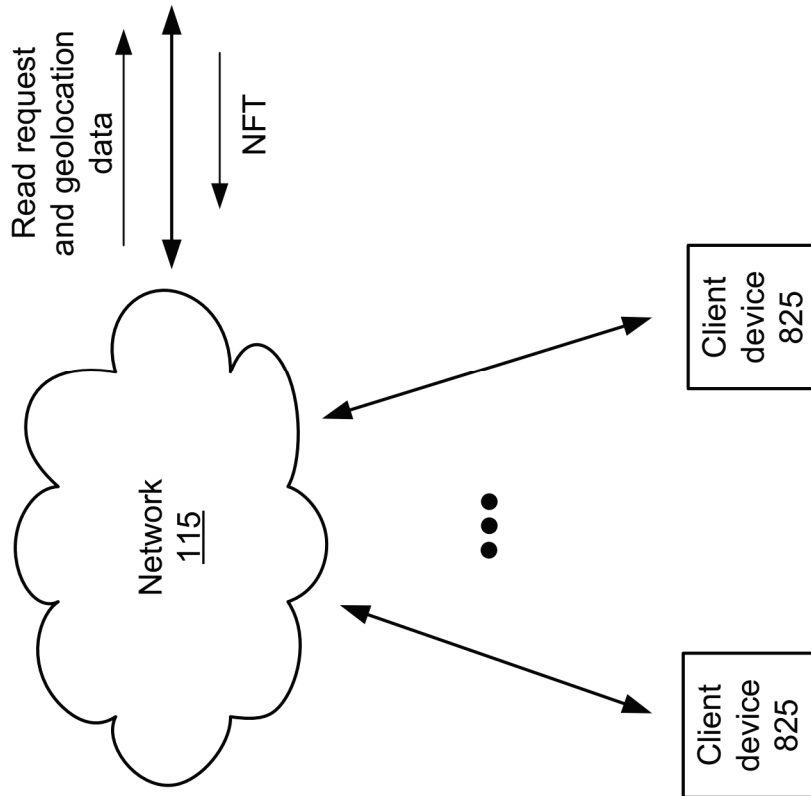 Read request
and geolocation
data
NFT
Network
115
Client
device
825
Client
device
825